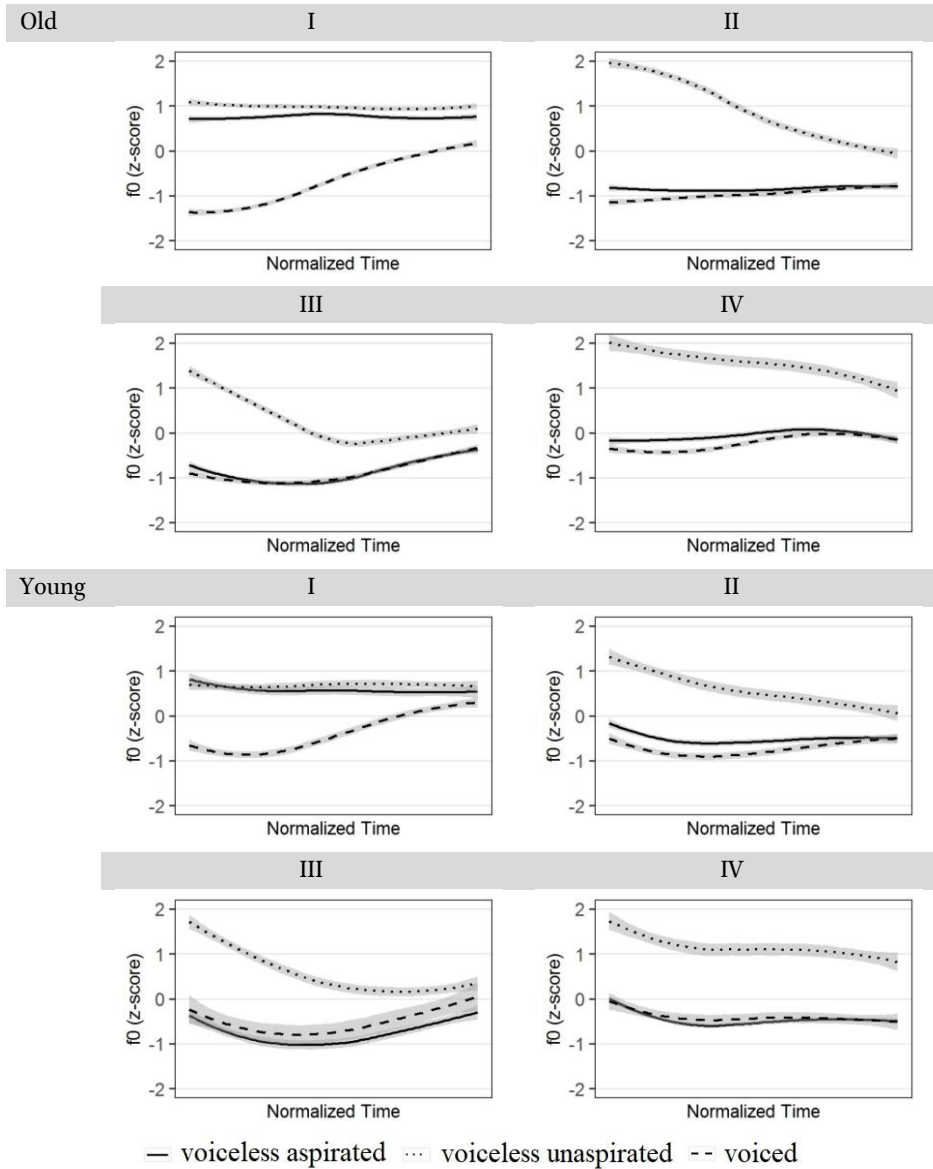 Old I II
2 2
1 1
0 0
-1 -1
-2 -2
f0 (z-score) f0 (z-score)
Normalized Time Normalized Time
III IV
2 2
1 1
0 0
-1 -1
-2 -2
f0 (z-score) f0 (z-score)
Normalized Time Normalized Time
Young I II
2 2
1 1
0 0
-1 -1
-2 -2
f0 (z-score) f0 (z-score)
Normalized Time Normalized Time
III IV
2 2
1 1
0 0
-1 -1
-2 -2
f0 (z-score) f0 (z-score)
Normalized Time Normalized Time
voiceless aspirated voiceless unaspirated voiced